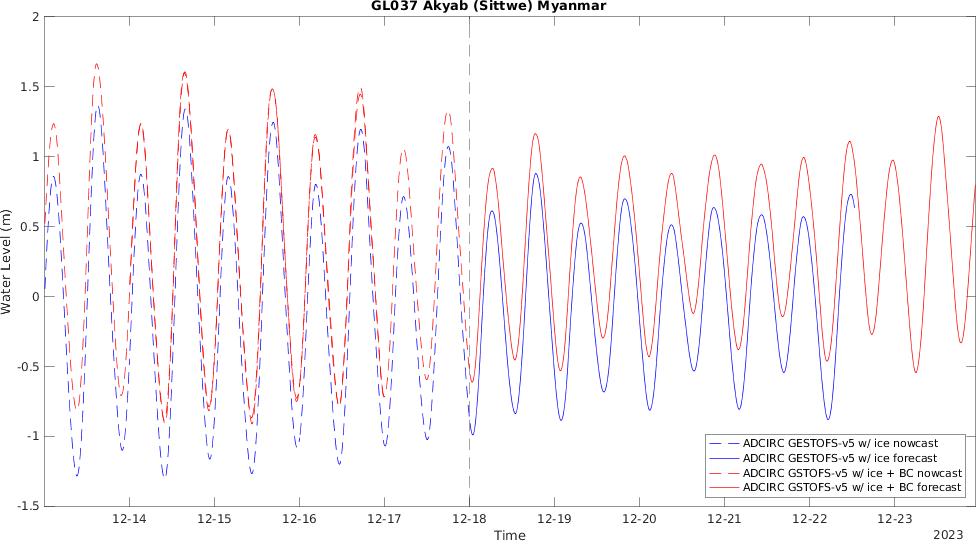 GL037 Akyab (Sittwe) Myanmar
2
1.5
1
0.5
0
-0.5
-1
-1.5
Water Level (m)
12-14 12-15 12-16 12-17 12-18 12-19 12-20 12-21 12-22 12-23
Time
2023
ADCIRC GESTOFS-v5 w/ ice nowcast
ADCIRC GESTOFS-v5 w/ ice forecast
ADCIRC GSTOFS-v5 w/ ice + BC nowcast
ADCIRC GSTOFS-v5 w/ ice + BC forecast